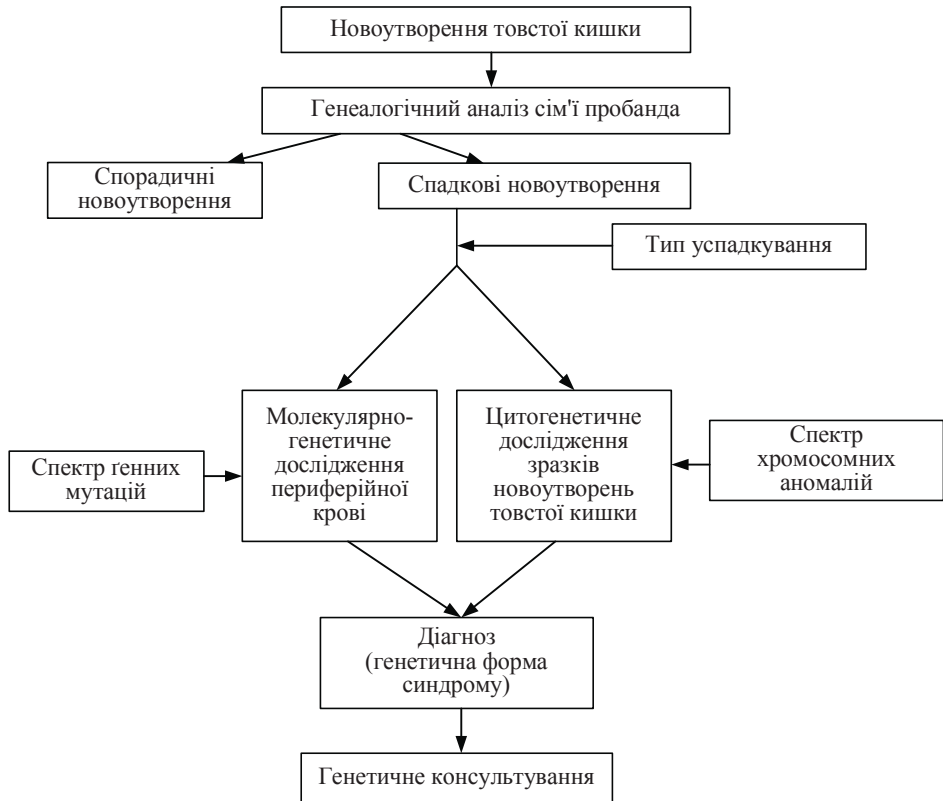 Новоутворення товстої кишки
Генеалогічний аналіз сім'ї пробанда
Спорадичні
новоутворення
Спадкові новоутворення
Тип успадкування
Молекулярно-
генетичне
дослідження
периферійної
крові
Цитогенетичне
дослідження
зразків
новоутворень
товстої кишки
Спектр ґенних
мутацій
Спектр
хромосомних
аномалій
Діагноз
(генетична форма
синдрому)
Генетичне консультування